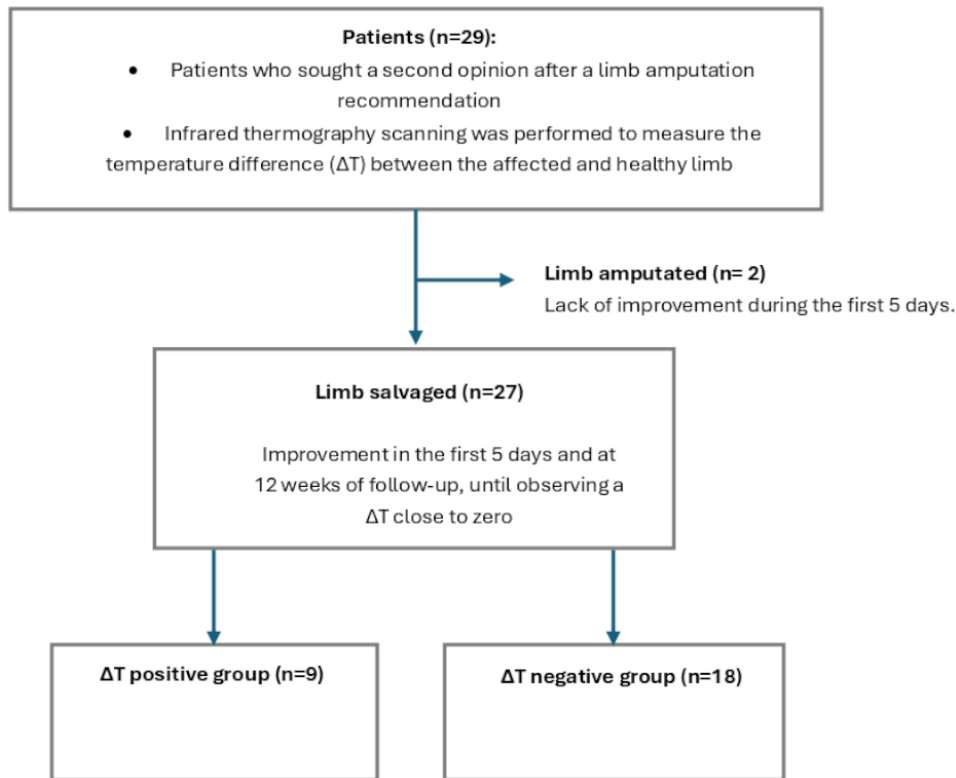 Patients (n=29):
• Patients who sought a second opinion after a limb amputation
recommendation
• Infrared thermography scanning was performed to measure the
temperature difference (ΔT) between the affected and healthy limb
Limb amputated (n= 2)
Lack of improvement during the first 5 days.
Limb salvaged (n=27)
Improvement in the first 5 days and at
12 weeks of follow-up, until observing a
ΔT close to zero
ΔT positive group (n=9)
ΔT negative group (n=18)